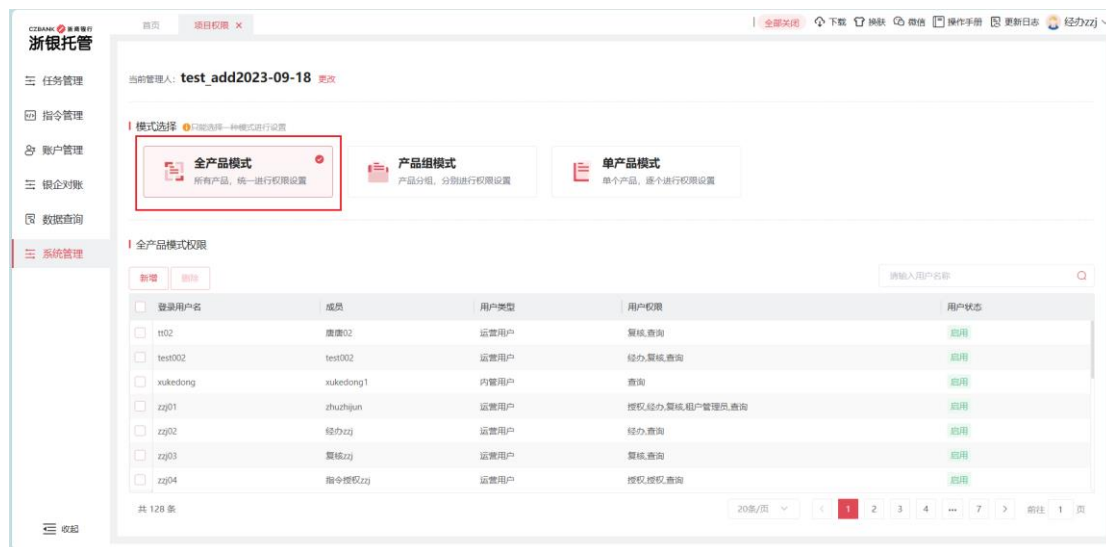 CZBANK 浙商银行
浙银托管
首页 项目权限 ×
全部关闭 下载 换肤 微信 操作手册 更新日志 经办zzj
任务管理
指令管理
账户管理
银企对账
数据查询
系统管理
收起
当前管理人: test_add2023-09-18 更改
模式选择 只能选择一种模式进行设置
全产品模式
所有产品，统一进行权限设置
产品组模式
产品分组，分别进行权限设置
单产品模式
单个产品，逐个进行权限设置
全产品模式权限
新增 删除 请输入用户名称
登录用户名 成员 用户类型 用户权限 用户状态
tt02 唐唐02 运营用户 复核,查询 启用
test002 test002 运营用户 经办,复核,查询 启用
xukedong xukedong1 内管用户 查询 启用
zzj01 zhuzhijun 运营用户 授权,经办,复核,租户管理员,查询 启用
zzj02 经办zzj 运营用户 经办,查询 启用
zzj03 复核zzj 运营用户 复核,查询 启用
zzj04 指令授权zzj 运营用户 授权,授权,查询 启用
共 128 条 20条/页 < 1 2 3 4 ... 7 > 前往 1 页